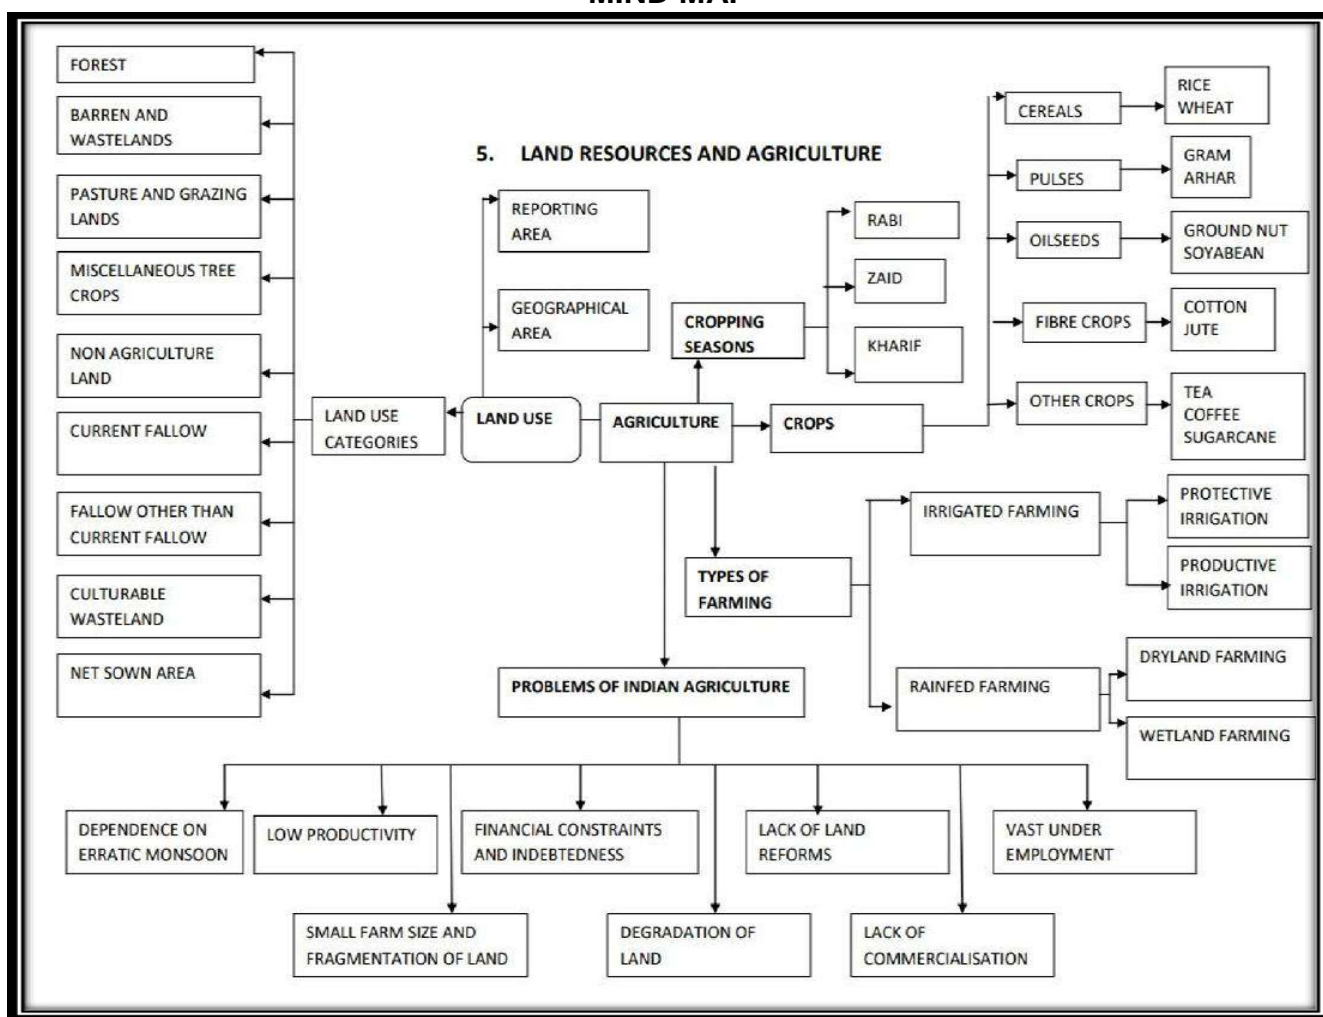 MIND MAP
5. LAND RESOURCES AND AGRICULTURE
FOREST
BARREN AND
WASTELANDS
PASTURE AND GRAZING
LANDS
MISCELLANEOUS TREE
CROPS
NON AGRICULTURE
LAND
CURRENT FALLOW
FALLOW OTHER THAN
CURRENT FALLOW
CULTURABLE
WASTELAND
NET SOWN AREA
LAND USE
CATEGORIES
REPORTING
AREA
GEOGRAPHICAL
AREA
LAND USE
AGRICULTURE
CROPPING
SEASONS
RABI
ZAID
KHARIF
CROPS
CEREALS
RICE
WHEAT
PULSES
GRAM
ARHAR
OILSEEDS
GROUND NUT
SOYABEAN
FIBRE CROPS
COTTON
JUTE
OTHER CROPS
TEA
COFFEE
SUGARCANE
TYPES OF
FARMING
IRRIGATED FARMING
PROTECTIVE
IRRIGATION
PRODUCTIVE
IRRIGATION
RAINFED FARMING
DRYLAND FARMING
WETLAND FARMING
PROBLEMS OF INDIAN AGRICULTURE
DEPENDENCE ON
ERRATIC MONSOON
LOW PRODUCTIVITY
FINANCIAL CONSTRAINTS
AND INDEBTEDNESS
LACK OF LAND
REFORMS
VAST UNDER
EMPLOYMENT
SMALL FARM SIZE AND
FRAGMENTATION OF LAND
DEGRADATION OF
LAND
LACK OF
COMMERCIALISATION